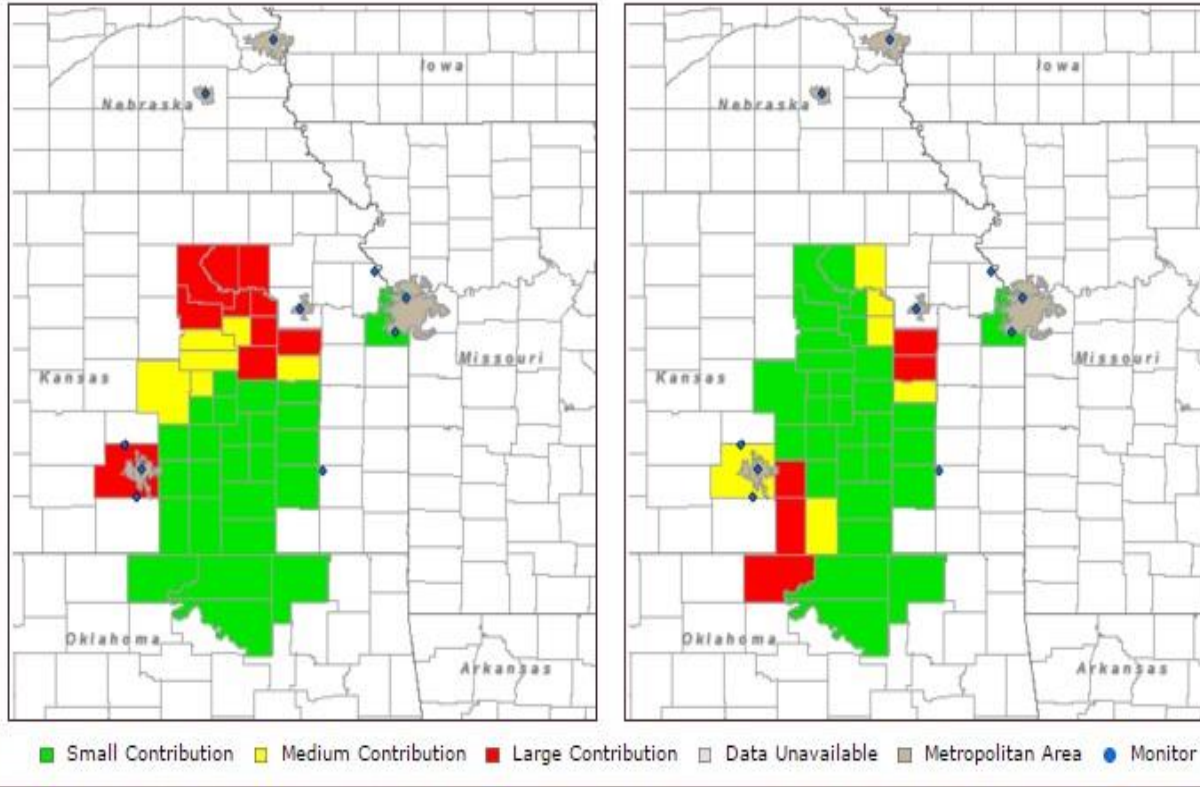 Iowa
Nebraska
Kansas
Missouri
Oklahoma
Arkansas
Iowa
Nebraska
Kansas
Missouri
Oklahoma
Arkansas
Small Contribution Medium Contribution Large Contribution Data Unavailable Metropolitan Area Monitor